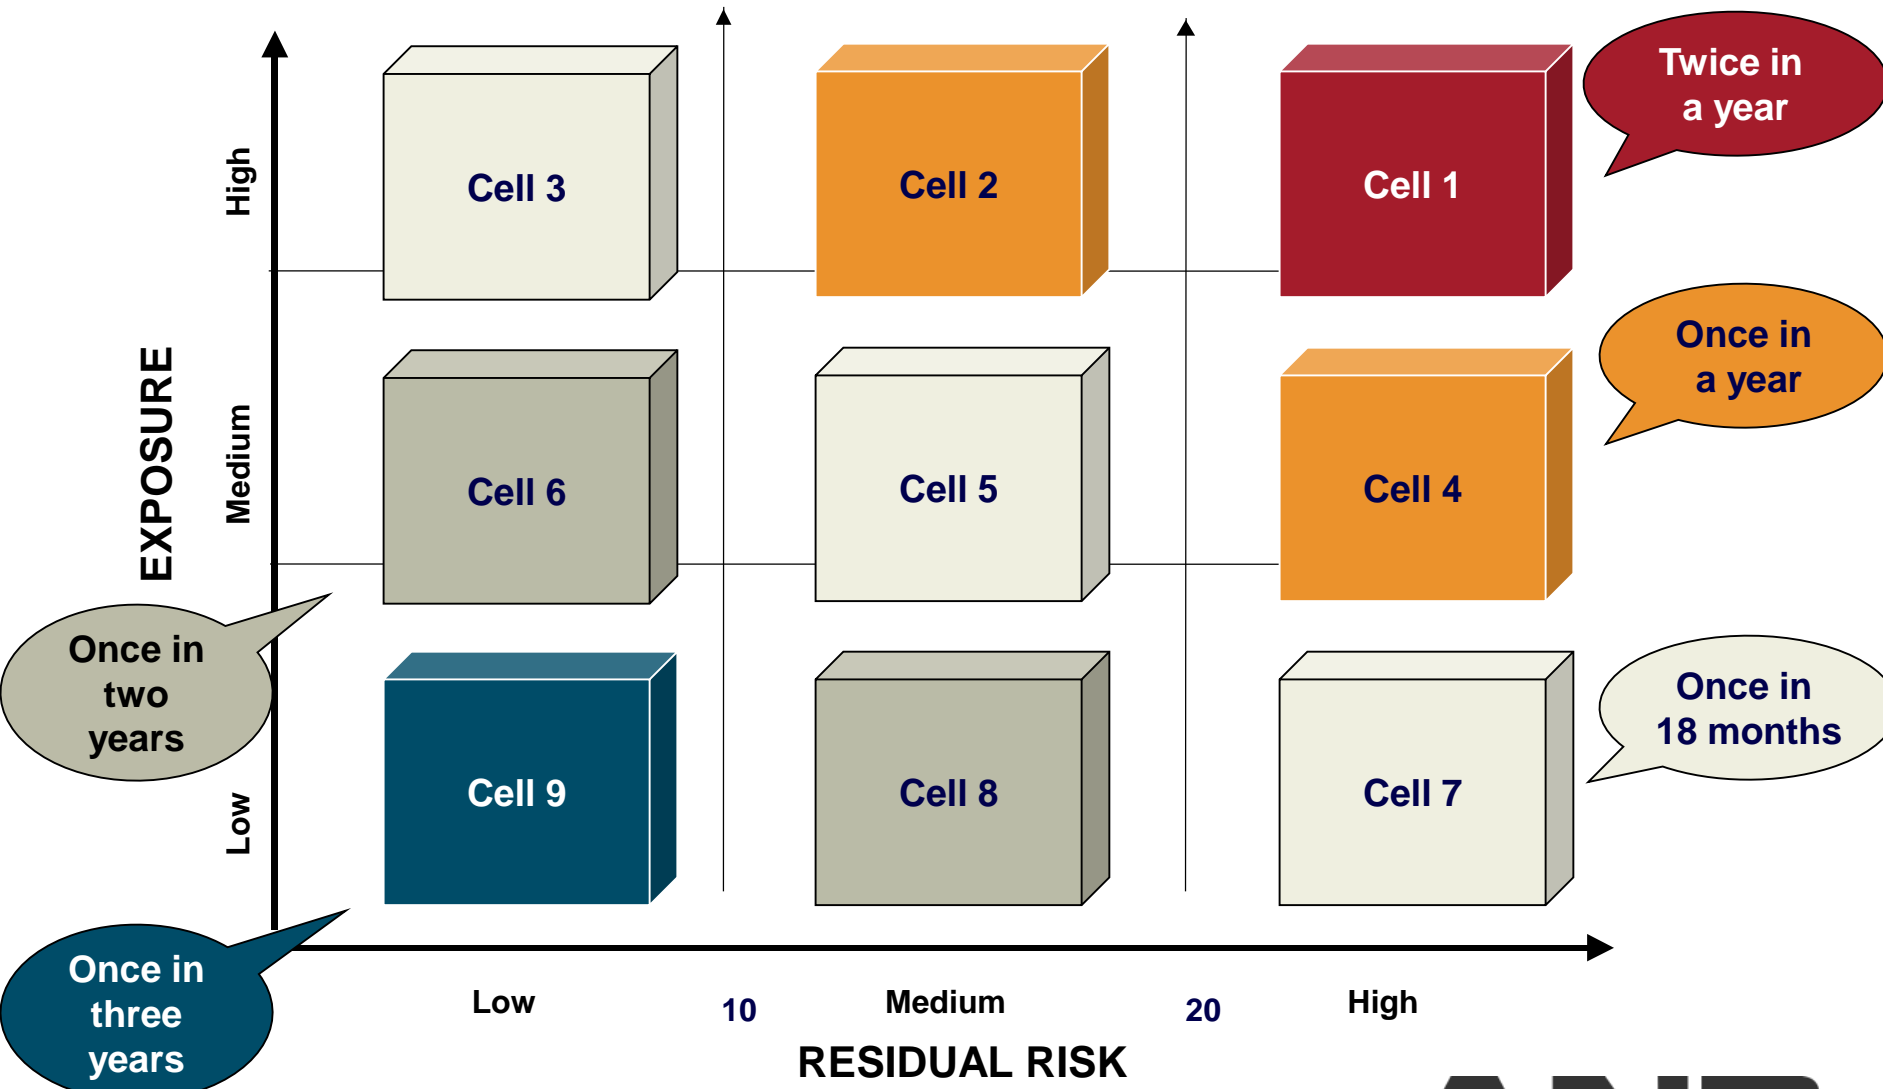 Twice in
a year
Cell 3
Cell 2
Cell 1
High
Once in
a year
EXPOSURE
Medium
Cell 6
Cell 5
Cell 4
Once in
two
years
Once in
18 months
Low
Cell 9
Cell 8
Cell 7
Once in
three
years
Low
10
Medium
20
High
RESIDUAL RISK